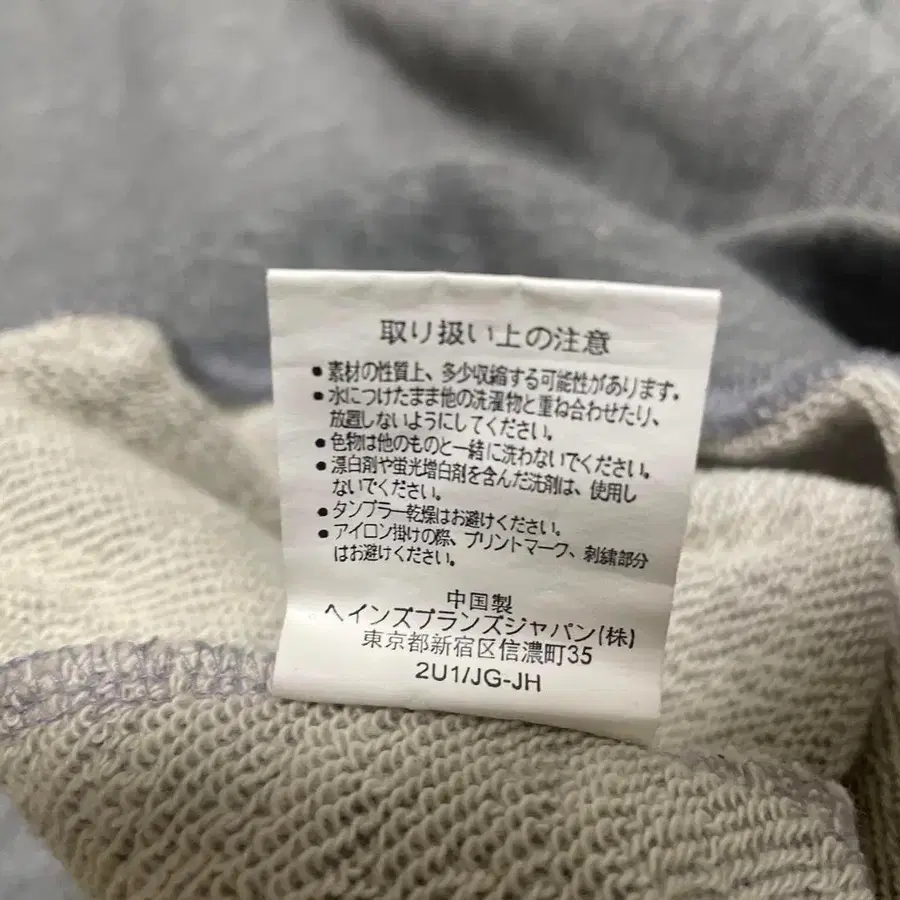 取り扱い上の注意
●素材の性質上、多少収縮する可能性があります。
●水につけたまま他の洗濯物と重ね合わせたり、
放置しないようにしてください。
●色物は他のものと一緒に洗わないでください。
●漂白剤や蛍光増白剤を含んだ洗剤は、使用し
ないでください。
●タンブラー乾燥はお避けください。
●アイロン掛けの際、プリントマーク、刺繍部分
はお避けください。
中国製
ヘインズブランズジャパン(株)
東京都新宿区信濃町35
2U1/JG-JH